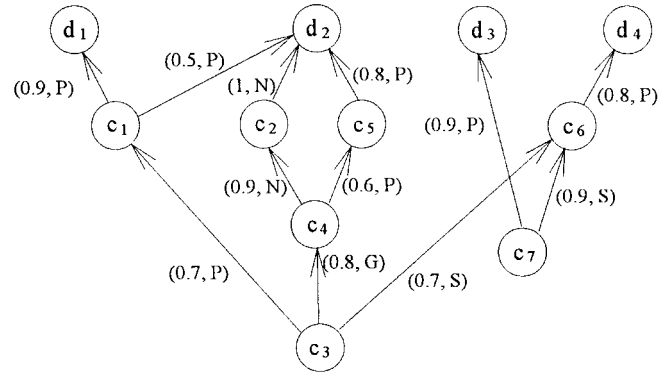 d1 d2 d3 d4
(0.5, P)
(0.9, P) (1, N) (0.8, P) (0.8, P)
c1 c2 c5 (0.9, P) c6
(0.9, N) (0.6, P) (0.9, S)
c4
c7
(0.7, P) (0.8, G) (0.7, S)
c3